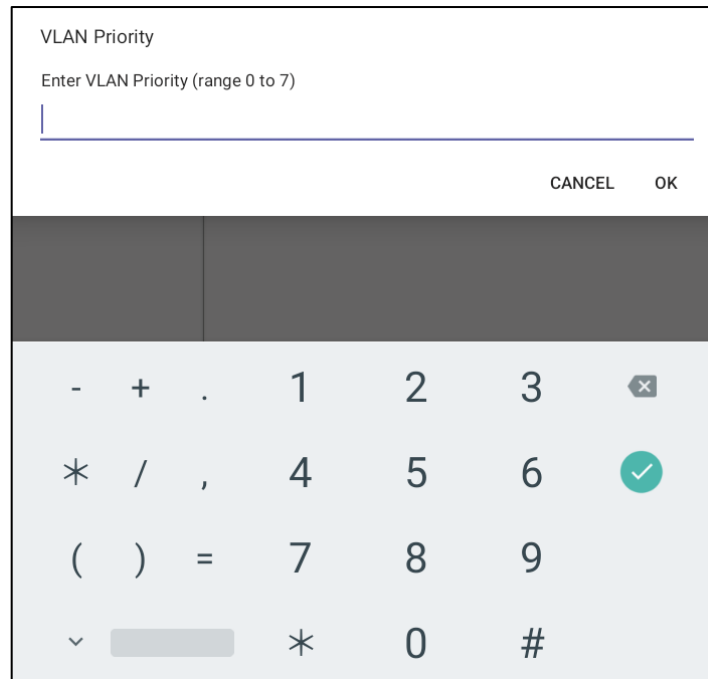 VLAN Priority
Enter VLAN Priority (range 0 to 7)
CANCEL OK
- + . 1 2 3
* / , 4 5 6
( ) = 7 8 9
* 0 #